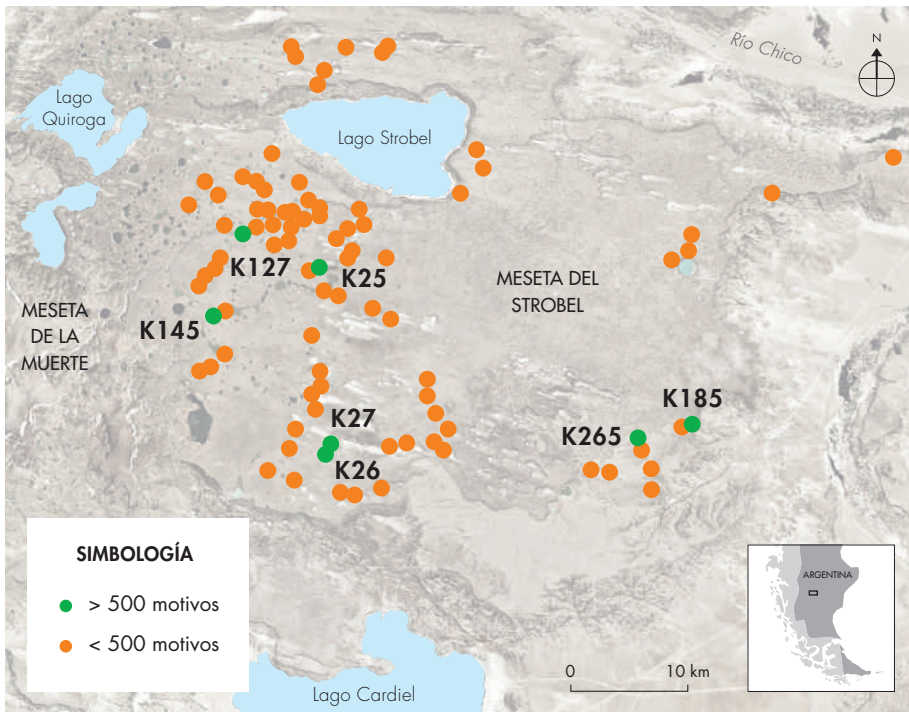 Río Chico
N
Lago
Quiroga
Lago Strobel
K127
K25
MESETA DEL
STROBEL
MESETA
DE LA
MUERTE
K145
K27
K26
K185
K265
SIMBOLOGÍA
> 500 motivos
< 500 motivos
ARGENTINA
0 10 km
Lago Cardiel